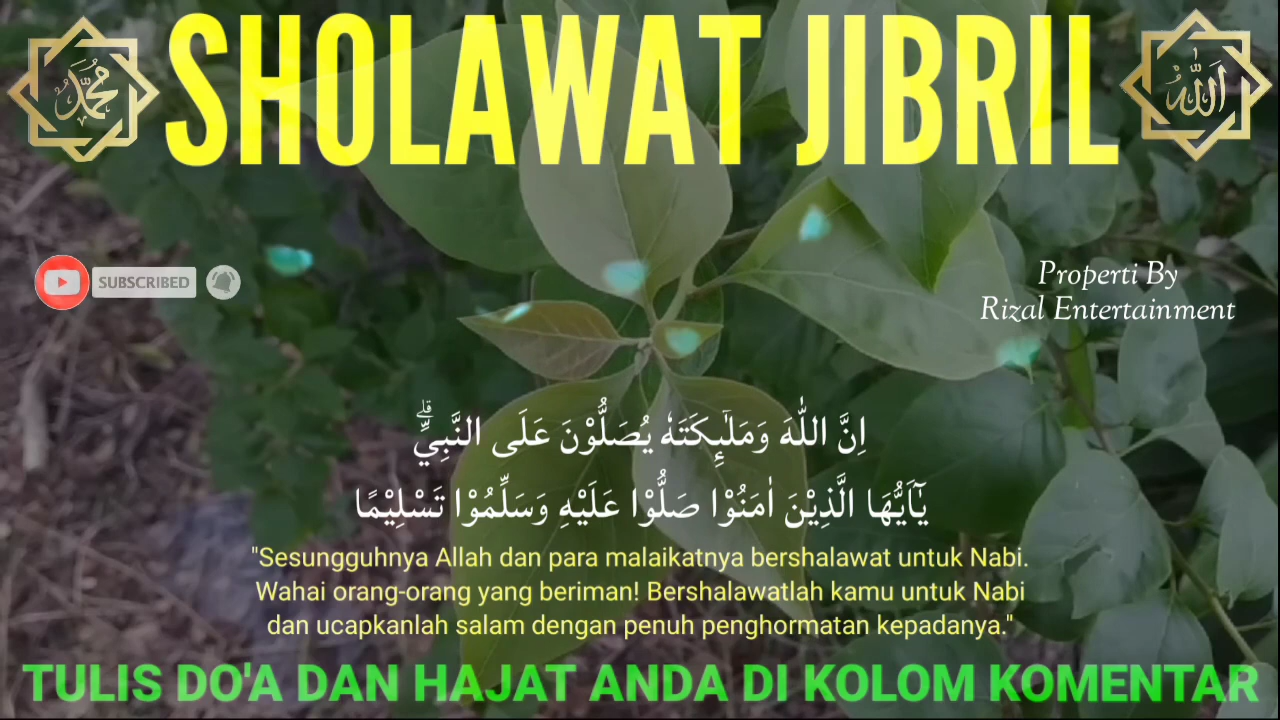 SHOLAWAT JIBRIL
محمد
الله
SUBSCRIBED
Properti By
Rizal Entertainment
اِنَّ اللّٰهَ وَمَلٰۤىِٕكَتَهٗ يُصَلُّوْنَ عَلَى النَّبِيِّۗ
يٰٓاَيُّهَا الَّذِيْنَ اٰمَنُوْا صَلُّوْا عَلَيْهِ وَسَلِّمُوْا تَسْلِيْمًا
"Sesungguhnya Allah dan para malaikatnya bershalawat untuk Nabi.
Wahai orang-orang yang beriman! Bershalawatlah kamu untuk Nabi
dan ucapkanlah salam dengan penuh penghormatan kepadanya."
TULIS DO'A DAN HAJAT ANDA DI KOLOM KOMENTAR